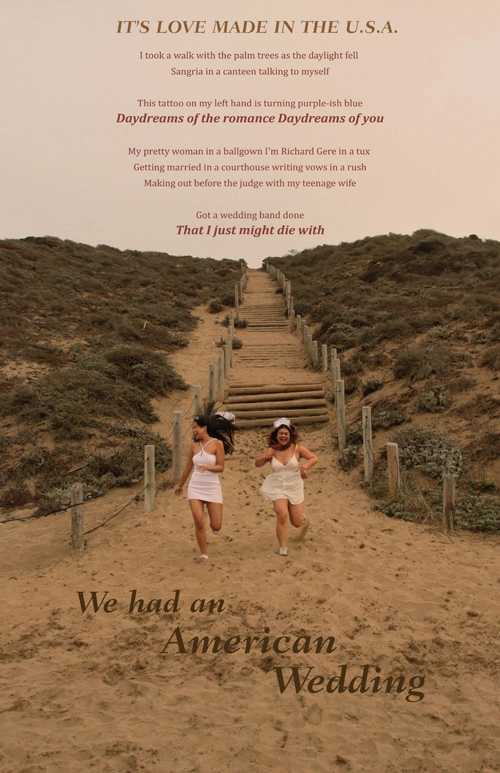 IT'S LOVE MADE IN THE U.S.A.
I took a walk with the palm trees as the daylight fell
Sangria in a canteen talking to myself
This tattoo on my left hand is turning purple-ish blue
Daydreams of the romance Daydreams of you
My pretty woman in a ballgown I'm Richard Gere in a tux
Getting married in a courthouse writing vows in a rush
Making out before the judge with my teenage wife
Got a wedding band done
That I just might die with
We had an
American
Wedding